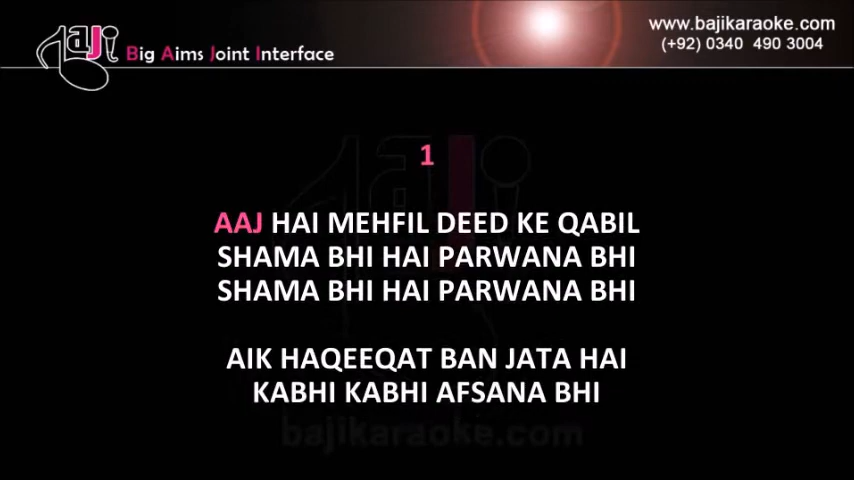 www.bajikaraoke.com
Baji Big Aims Joint Interface
(+92) 0340 490 3004
1
AAJ HAI MEHFIL DEED KE QABIL
SHAMA BHI HAI PARWANA BHI
SHAMA BHI HAI PARWANA BHI
AIK HAQEEQAT BAN JATA HAI
KABHI KABHI AFSANA BHI
bajikaraoke.com